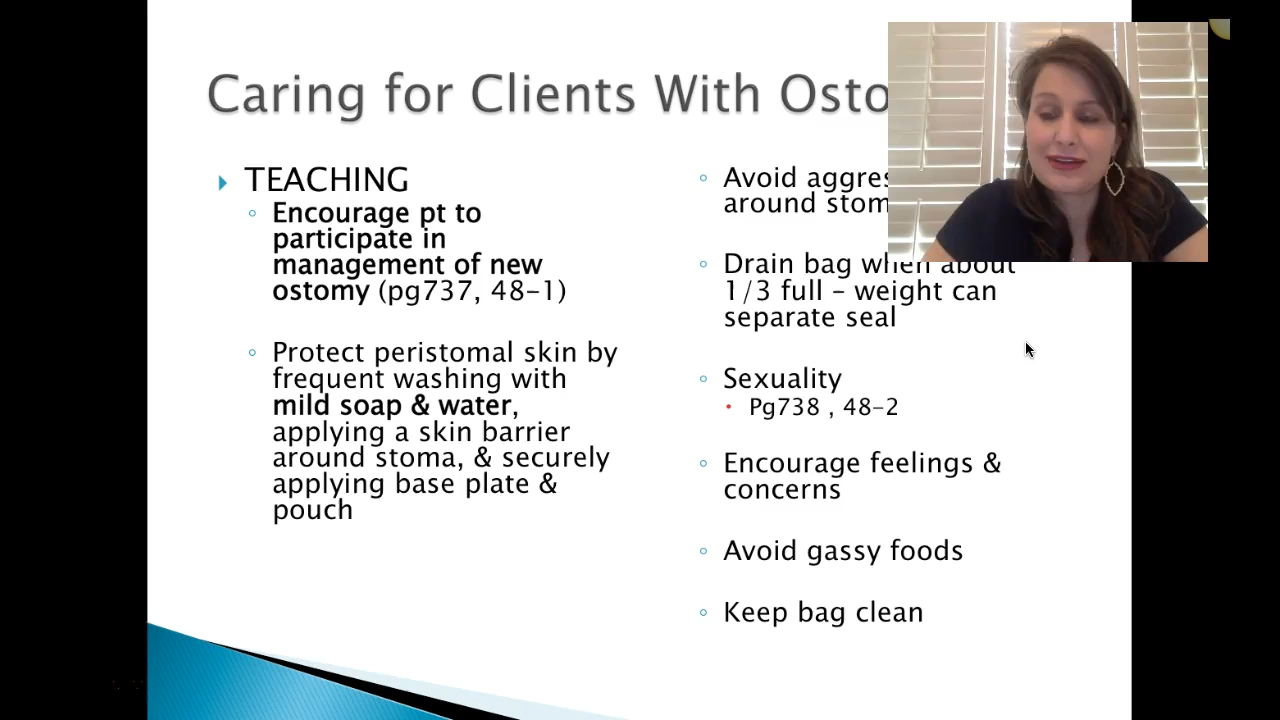 Caring for Clients With
TEACHING
Encourage pt to
participate in
management of new
ostomy (pg737, 48-1)
Protect peristomal skin by
frequent washing with
mild soap & water,
applying a skin barrier
around stoma, & securely
applying base plate &
pouch
Avoid
around
Drain bag when about
1/3 full – weight can
separate seal
Sexuality
Pg738 , 48-2
Encourage feelings &
concerns
Avoid gassy foods
Keep bag clean